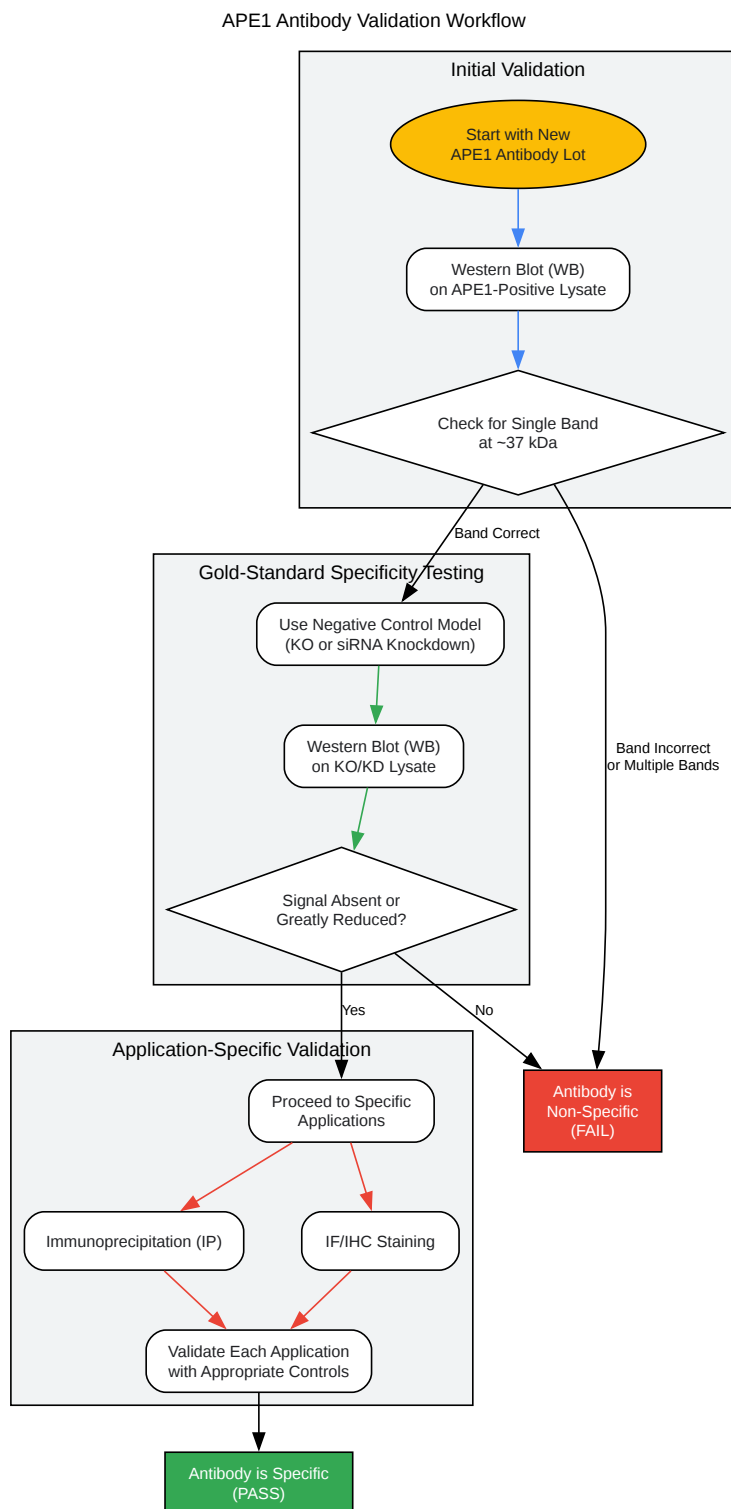 APE1 Antibody Validation Workflow
Initial Validation
Start with New
APE1 Antibody Lot
Western Blot (WB)
on APE1-Positive Lysate
Check for Single Band
at ~37 kDa
Band Correct
Gold-Standard Specificity Testing
Use Negative Control Model
(KO or siRNA Knockdown)
Western Blot (WB)
on KO/KD Lysate
Band Incorrect
or Multiple Bands
Signal Absent or
Greatly Reduced?
Yes
No
Application-Specific Validation
Proceed to Specific
Applications
Antibody is
Non-Specific
(FAIL)
Immunoprecipitation (IP)
IF/IHC Staining
Validate Each Application
with Appropriate Controls
Antibody is Specific
(PASS)